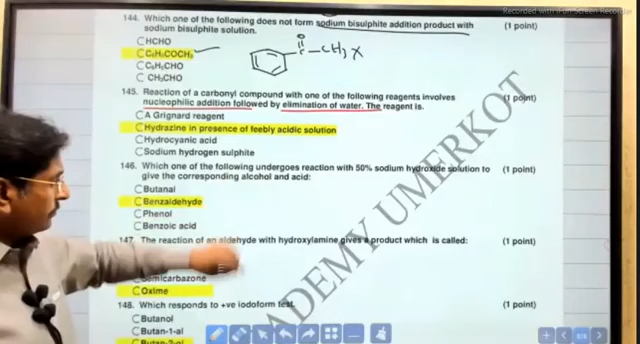 Recorded with iFun Screen Recorder
144. Which one of the following does not form sodium bisulphite addition product with (1 point)
sodium bisulphite solution.
HCHO
C₆H₅COCH₃
C₆H₅CHO
CH₃CHO
O
C — CH₃ X
145. Reaction of a carbonyl compound with one of the following reagents involves (1 point)
nucleophilic addition followed by elimination of water. The reagent is.
A Grignard reagent
Hydrazine in presence of feebly acidic solution
Hydrocyanic acid
Sodium hydrogen sulphite
146. Which one of the following undergoes reaction with 50% sodium hydroxide solution to (1 point)
give the corresponding alcohol and acid:
Butanal
Benzaldehyde
Phenol
Benzoic acid
147. The reaction of an aldehyde with hydroxylamine gives a product which is called: (1 point)
Semicarbazone
Oxime
148. Which responds to +ve iodoform test. (1 point)
Butanol
Butan-1-al
Butan-2-ol
ADEMY UMERKOT